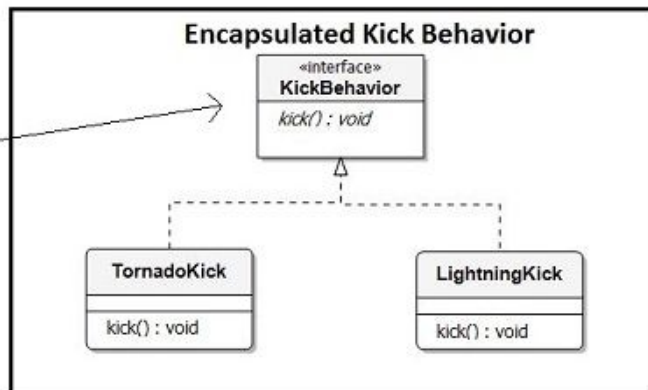 Encapsulated Kick Behavior
«interface»
KickBehavior
kick() : void
TornadoKick
kick() : void
LightningKick
kick() : void